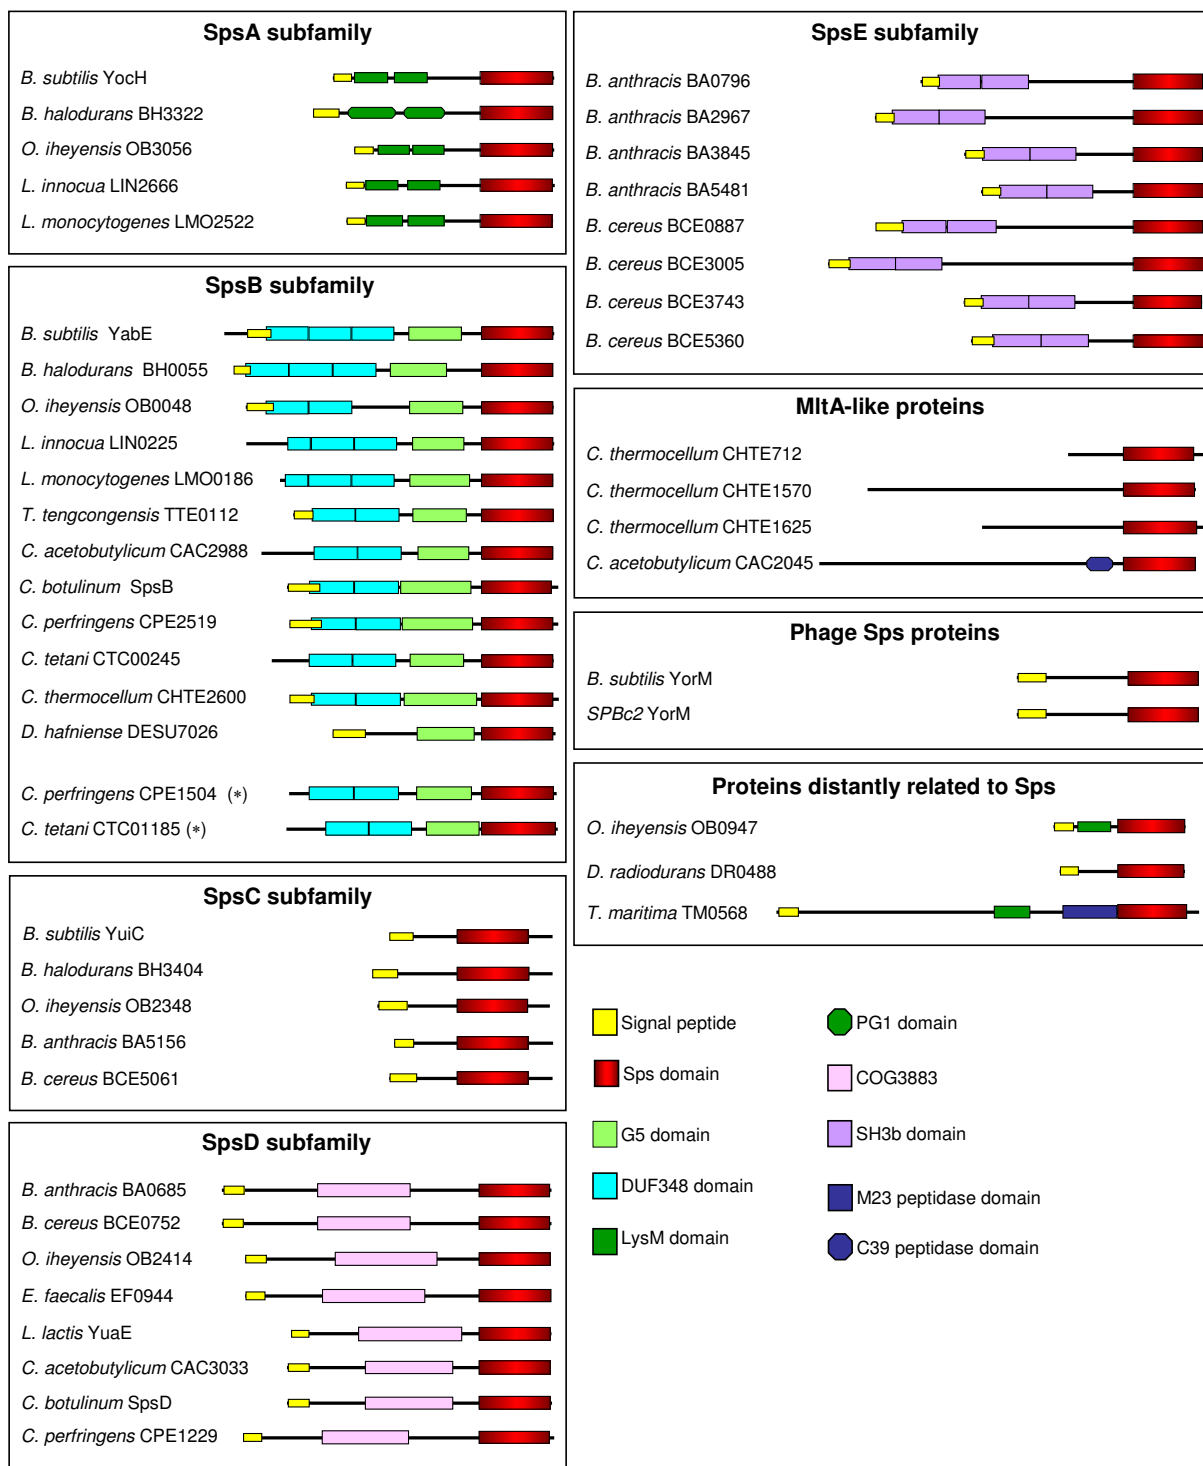 SpsA subfamily
B. subtilis YocH
B. halodurans BH3322
O. iheyensis OB3056
L. innocua LIN2666
L. monocytogenes LMO2522
SpsB subfamily
B. subtilis YabE
B. halodurans BH0055
O. iheyensis OB0048
L. innocua LIN0225
L. monocytogenes LMO0186
T. tengcongensis TTE0112
C. acetobutylicum CAC2988
C. botulinum SpsB
C. perfringens CPE2519
C. tetani CTC00245
C. thermocellum CHTE2600
D. hafniense DESU7026
C. perfringens CPE1504 (*)
C. tetani CTC01185 (*)
SpsC subfamily
B. subtilis YuiC
B. halodurans BH3404
O. iheyensis OB2348
B. anthracis BA5156
B. cereus BCE5061
SpsD subfamily
B. anthracis BA0685
B. cereus BCE0752
O. iheyensis OB2414
E. faecalis EF0944
L. lactis YuaE
C. acetobutylicum CAC3033
C. botulinum SpsD
C. perfringens CPE1229
SpsE subfamily
B. anthracis BA0796
B. anthracis BA2967
B. anthracis BA3845
B. anthracis BA5481
B. cereus BCE0887
B. cereus BCE3005
B. cereus BCE3743
B. cereus BCE5360
MltA-like proteins
C. thermocellum CHTE712
C. thermocellum CHTE1570
C. thermocellum CHTE1625
C. acetobutylicum CAC2045
Phage Sps proteins
B. subtilis YorM
SPBc2 YorM
Proteins distantly related to Sps
O. iheyensis OB0947
D. radiodurans DR0488
T. maritima TM0568
Signal peptide
Sps domain
G5 domain
DUF348 domain
LysM domain
PG1 domain
COG3883
SH3b domain
M23 peptidase domain
C39 peptidase domain